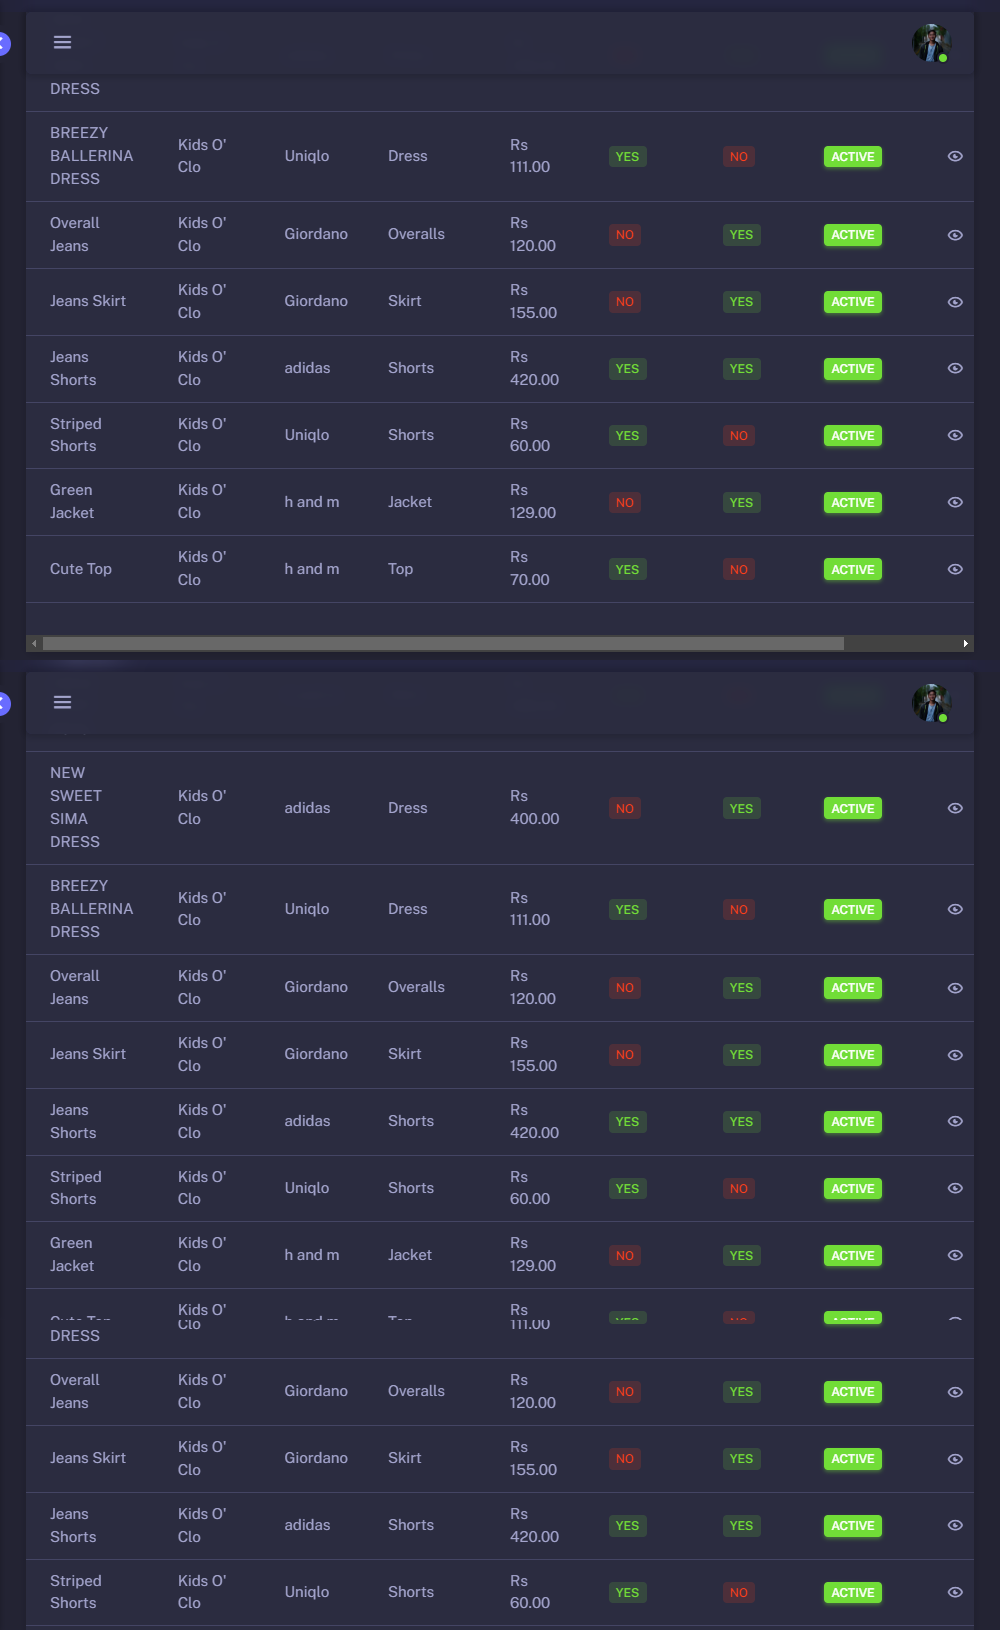 DRESS
BREEZY
BALLERINA
DRESS
Kids O'
Clo
Uniqlo
Dress
Rs
111.00
YES
NO
ACTIVE
Overall
Jeans
Kids O'
Clo
Giordano
Overalls
Rs
120.00
NO
YES
ACTIVE
Jeans Skirt
Kids O'
Clo
Giordano
Skirt
Rs
155.00
NO
YES
ACTIVE
Jeans
Shorts
Kids O'
Clo
adidas
Shorts
Rs
420.00
YES
YES
ACTIVE
Striped
Shorts
Kids O'
Clo
Uniqlo
Shorts
Rs
60.00
YES
NO
ACTIVE
Green
Jacket
Kids O'
Clo
h and m
Jacket
Rs
129.00
NO
YES
ACTIVE
Cute Top
Kids O'
Clo
h and m
Top
Rs
70.00
YES
NO
ACTIVE
NEW
SWEET
SIMA
DRESS
Kids O'
Clo
adidas
Dress
Rs
400.00
NO
YES
ACTIVE
BREEZY
BALLERINA
DRESS
Kids O'
Clo
Uniqlo
Dress
Rs
111.00
YES
NO
ACTIVE
Overall
Jeans
Kids O'
Clo
Giordano
Overalls
Rs
120.00
NO
YES
ACTIVE
Jeans Skirt
Kids O'
Clo
Giordano
Skirt
Rs
155.00
NO
YES
ACTIVE
Jeans
Shorts
Kids O'
Clo
adidas
Shorts
Rs
420.00
YES
YES
ACTIVE
Striped
Shorts
Kids O'
Clo
Uniqlo
Shorts
Rs
60.00
YES
NO
ACTIVE
Green
Jacket
Kids O'
Clo
h and m
Jacket
Rs
129.00
NO
YES
ACTIVE
Cute Top
Kids O'
Clo
h and m
Top
Rs
111.00
YES
NO
ACTIVE
DRESS
Overall
Jeans
Kids O'
Clo
Giordano
Overalls
Rs
120.00
NO
YES
ACTIVE
Jeans Skirt
Kids O'
Clo
Giordano
Skirt
Rs
155.00
NO
YES
ACTIVE
Jeans
Shorts
Kids O'
Clo
adidas
Shorts
Rs
420.00
YES
YES
ACTIVE
Striped
Shorts
Kids O'
Clo
Uniqlo
Shorts
Rs
60.00
YES
NO
ACTIVE